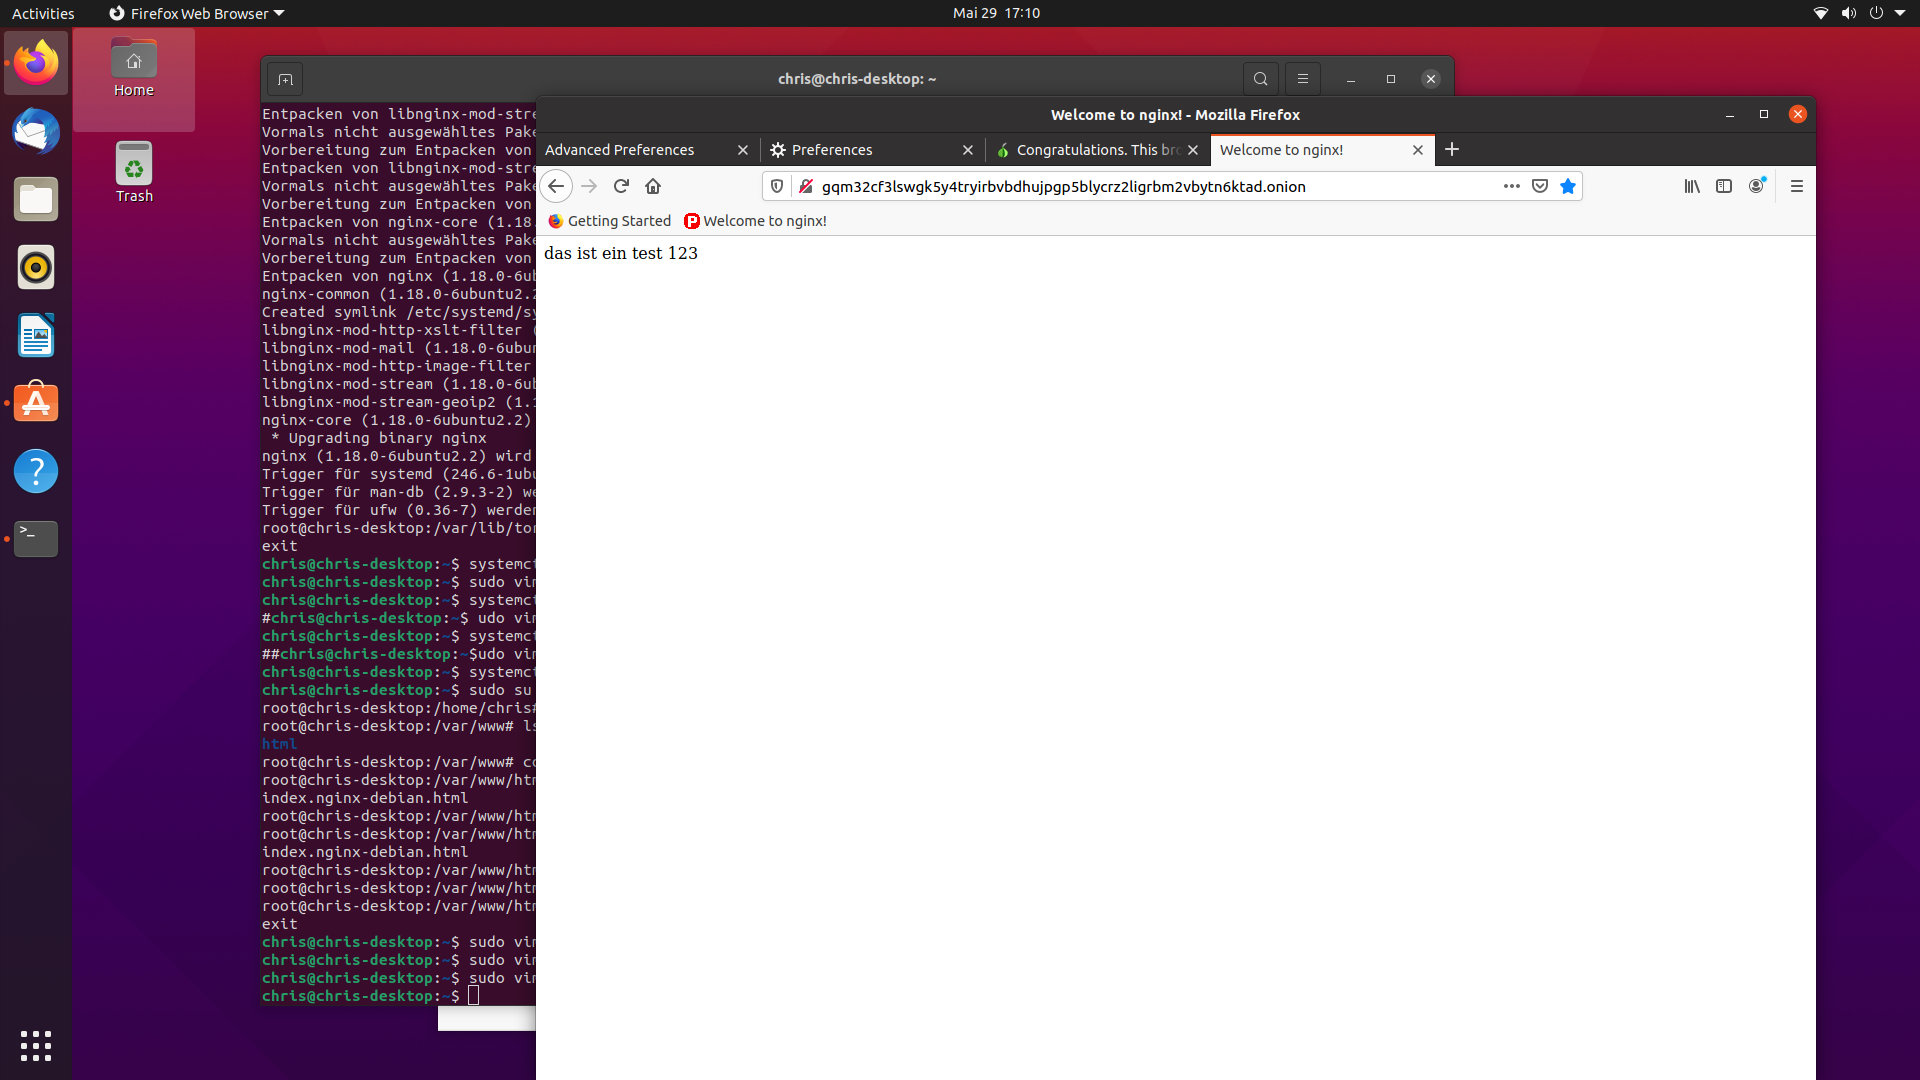 Activities
Firefox Web Browser
Mai 29 17:10
Home
Trash
chris@chris-desktop: ~
Entpacken von libnginx-mod-stre
Vormals nicht ausgewähltes Pake
Vorbereitung zum Entpacken von
Entpacken von libnginx-mod-stre
Vormals nicht ausgewähltes Pake
Vorbereitung zum Entpacken von
Entpacken von nginx-core (1.18.
Vormals nicht ausgewähltes Pake
Vorbereitung zum Entpacken von
Entpacken von nginx (1.18.0-6ub
nginx-common (1.18.0-6ubuntu2.2
Created symlink /etc/systemd/sy
libnginx-mod-http-xslt-filter (
libnginx-mod-mail (1.18.0-6ubun
libnginx-mod-http-image-filter
libnginx-mod-stream (1.18.0-6ub
libnginx-mod-stream-geoip2 (1.1
nginx-core (1.18.0-6ubuntu2.2)
* Upgrading binary nginx
nginx (1.18.0-6ubuntu2.2) wird
Trigger für systemd (246.6-1ubu
Trigger für man-db (2.9.3-2) we
Trigger für ufw (0.36-7) werden
root@chris-desktop:/var/lib/tor
exit
chris@chris-desktop:~$ systemct
chris@chris-desktop:~$ sudo vim
chris@chris-desktop:~$ systemct
#chris@chris-desktop:~$ udo vim
chris@chris-desktop:~$ systemct
##chris@chris-desktop:~$udo vim
chris@chris-desktop:~$ systemct
chris@chris-desktop:~$ sudo su
root@chris-desktop:/home/chris#
root@chris-desktop:/var/www# ls
html
root@chris-desktop:/var/www# cd
root@chris-desktop:/var/www/htm
index.nginx-debian.html
root@chris-desktop:/var/www/htm
root@chris-desktop:/var/www/htm
index.nginx-debian.html
root@chris-desktop:/var/www/htm
root@chris-desktop:/var/www/htm
root@chris-desktop:/var/www/htm
exit
chris@chris-desktop:~$ sudo vim
chris@chris-desktop:~$ sudo vim
chris@chris-desktop:~$ sudo vim
chris@chris-desktop:~$
Welcome to nginx! - Mozilla Firefox
Advanced Preferences
Preferences
Congratulations. This bro
Welcome to nginx!
gqm32cf3lswgk5y4tryirbvbdhujpgp5blycrz2ligrbm2vbytn6ktad.onion
Getting Started
Welcome to nginx!
das ist ein test 123